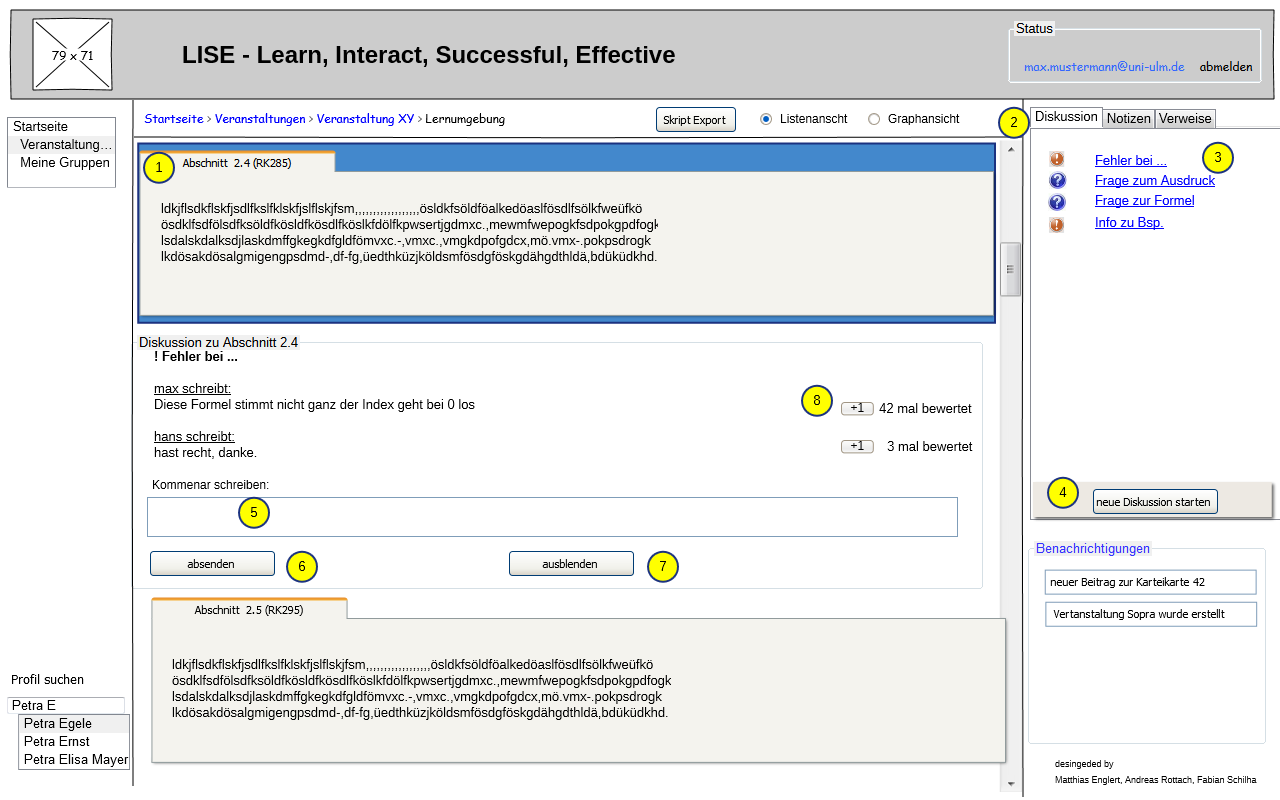 79 x 71
LISE - Learn, Interact, Successful, Effective
Status
max.mustermann@uni-ulm.de abmelden
Startseite
Veranstaltung...
Meine Gruppen
Startseite > Veranstaltungen > Veranstaltung XY > Lernumgebung
Skript Export
Listenanscht
Graphansicht
1
Abschnitt 2.4 (RK285)
ldkjflsdkflskfjsdlfkslfklskfjslflskjfsm,,,,,,,,,,,,,,,,,,,ösldkfsöldföalkedöaslfösdlfsölkfweüfkö
ösdklfsdfölsdfksöldfkösldfkösdlfköslkfdölfkpwsertjgdmxc.,mewmfwepogkfsdpokgpdfogk
lsdalskdalksdjlaskdmffgkegkdfgldfömvxc.-,vmxc.,vmgkdpofgdcx,mö.vmx-.pokpsdrogk
lkdösakdösalgmigengpsdmd-,df-fg,üedthküzjköldsmfösdgföskgdähgdthldä,bdüküdkhd.
Diskussion zu Abschnitt 2.4
! Fehler bei ...
max schreibt:
Diese Formel stimmt nicht ganz der Index geht bei 0 los
8
+1 42 mal bewertet
hans schreibt:
hast recht, danke.
+1 3 mal bewertet
Kommenar schreiben:
5
absenden
6
ausblenden
7
Abschnitt 2.5 (RK295)
ldkjflsdkflskfjsdlfkslfklskfjslflskjfsm,,,,,,,,,,,,,,,,,,,ösldkfsöldföalkedöaslfösdlfsölkfweüfkö
ösdklfsdfölsdfksöldfkösldfkösdlfköslkfdölfkpwsertjgdmxc.,mewmfwepogkfsdpokgpdfogk
lsdalskdalksdjlaskdmffgkegkdfgldfömvxc.-,vmxc.,vmgkdpofgdcx,mö.vmx-.pokpsdrogk
lkdösakdösalgmigengpsdmd-,df-fg,üedthküzjköldsmfösdgföskgdähgdthldä,bdüküdkhd.
2
Diskussion Notizen Verweise
3
Fehler bei ...
Frage zum Ausdruck
Frage zur Formel
Info zu Bsp.
4
neue Diskussion starten
Benachrichtigungen
neuer Beitrag zur Karteikarte 42
Vertanstaltung Sopra wurde erstellt
Profil suchen
Petra E
Petra Egele
Petra Ernst
Petra Elisa Mayer
desingeded by
Matthias Englert, Andreas Rottach, Fabian Schilha